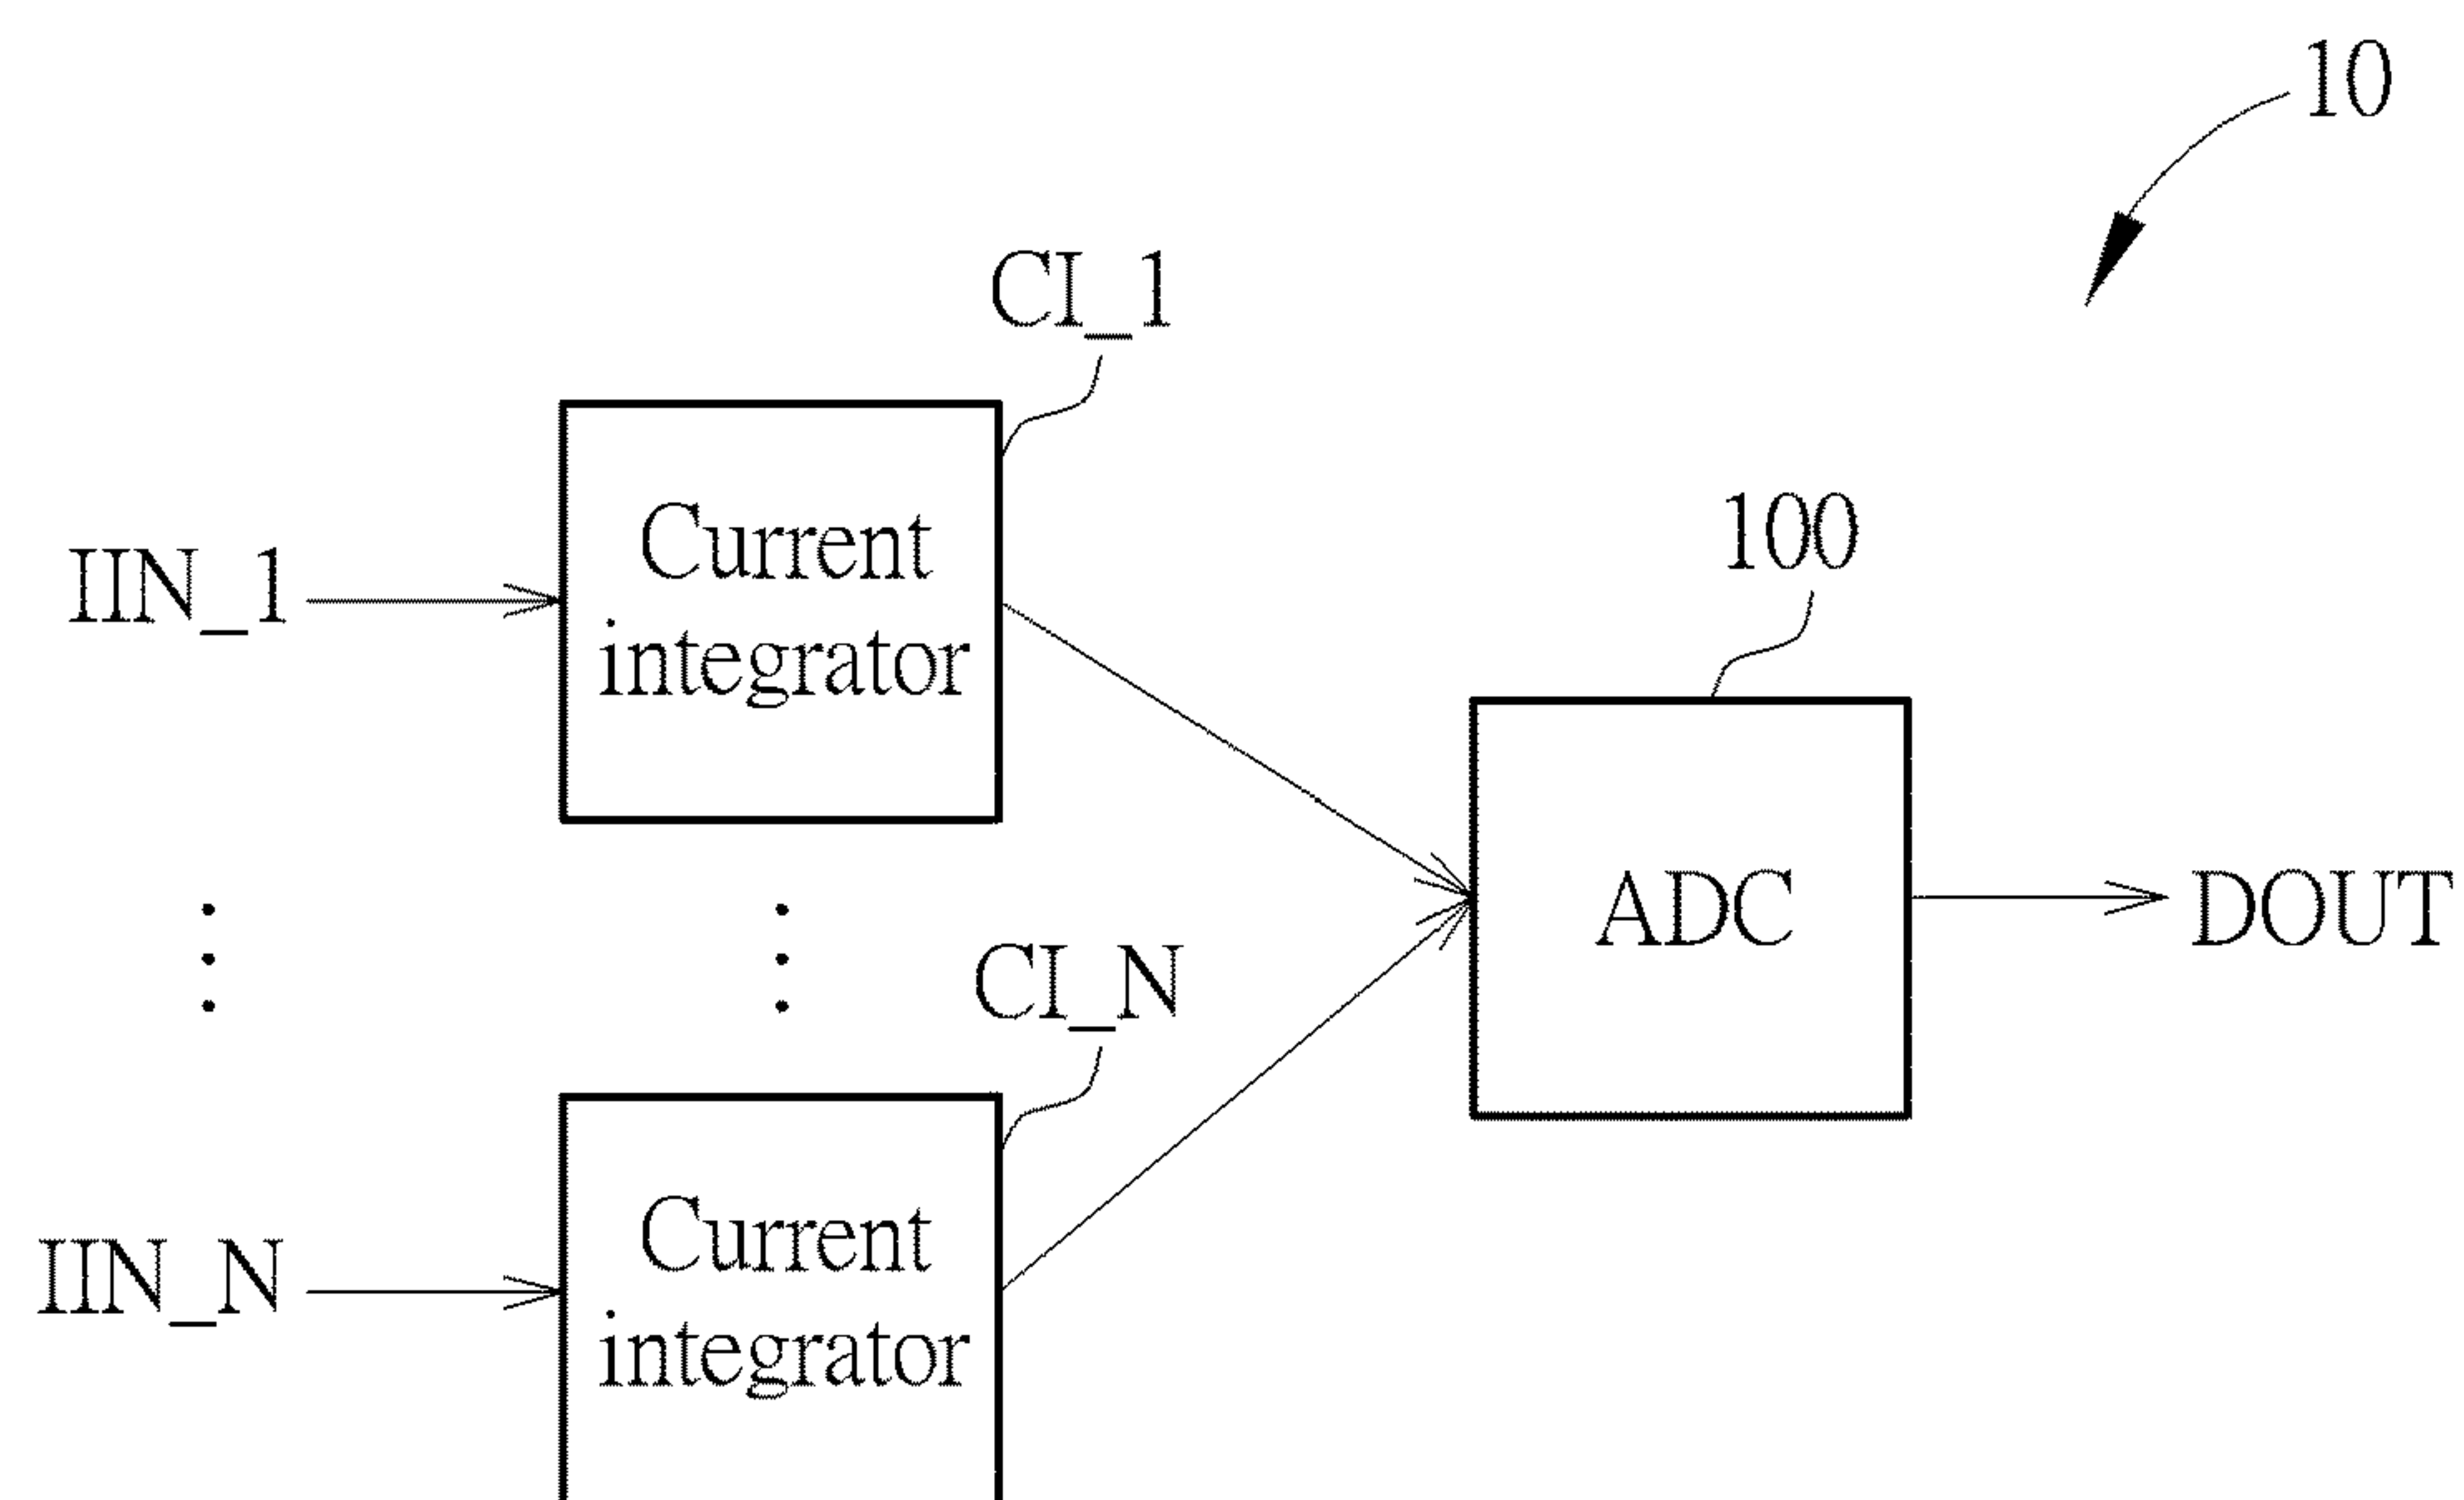 10
CI_1
Current
integrator
IIN_1
100
ADC
DOUT
CI_N
Current
integrator
IIN_N